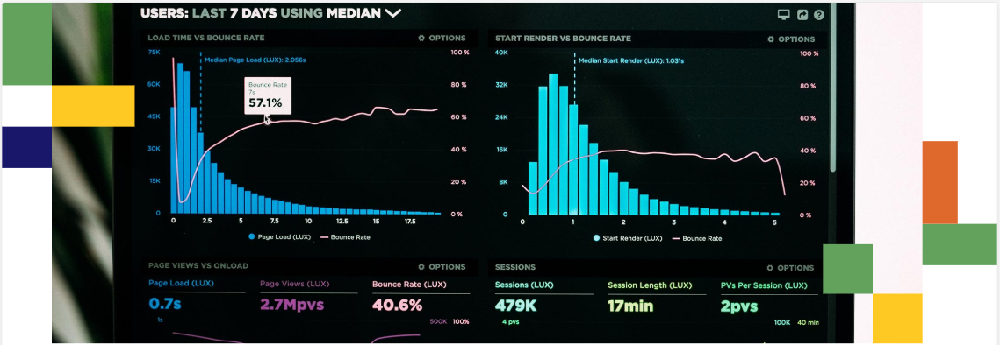 USERS: LAST 7 DAYS USING MEDIAN
LOAD TIME VS BOUNCE RATE
OPTIONS
75K
60K
45K
30K
15K
0
Median Page Load (LUX): 2.056s
Bounce Rate
7s
57.1%
100 %
80 %
60 %
40 %
20 %
0 %
0
2.5
5
7.5
10
12.5
15
17.5
Page Load (LUX)
Bounce Rate
START RENDER VS BOUNCE RATE
OPTIONS
40K
32K
24K
16K
8K
0
Median Start Render (LUX): 1.031s
100 %
80 %
60 %
40 %
20 %
0 %
0
1
2
3
4
5
Start Render (LUX)
Bounce Rate
PAGE VIEWS VS ONLOAD
OPTIONS
Page Load (LUX)
0.7s
Page Views (LUX)
2.7Mpvs
Bounce Rate (LUX)
40.6%
1s
500K 100%
SESSIONS
OPTIONS
Sessions (LUX)
479K
Session Length (LUX)
17min
PVs Per Session (LUX)
2pvs
4 pvs
100K 40 min